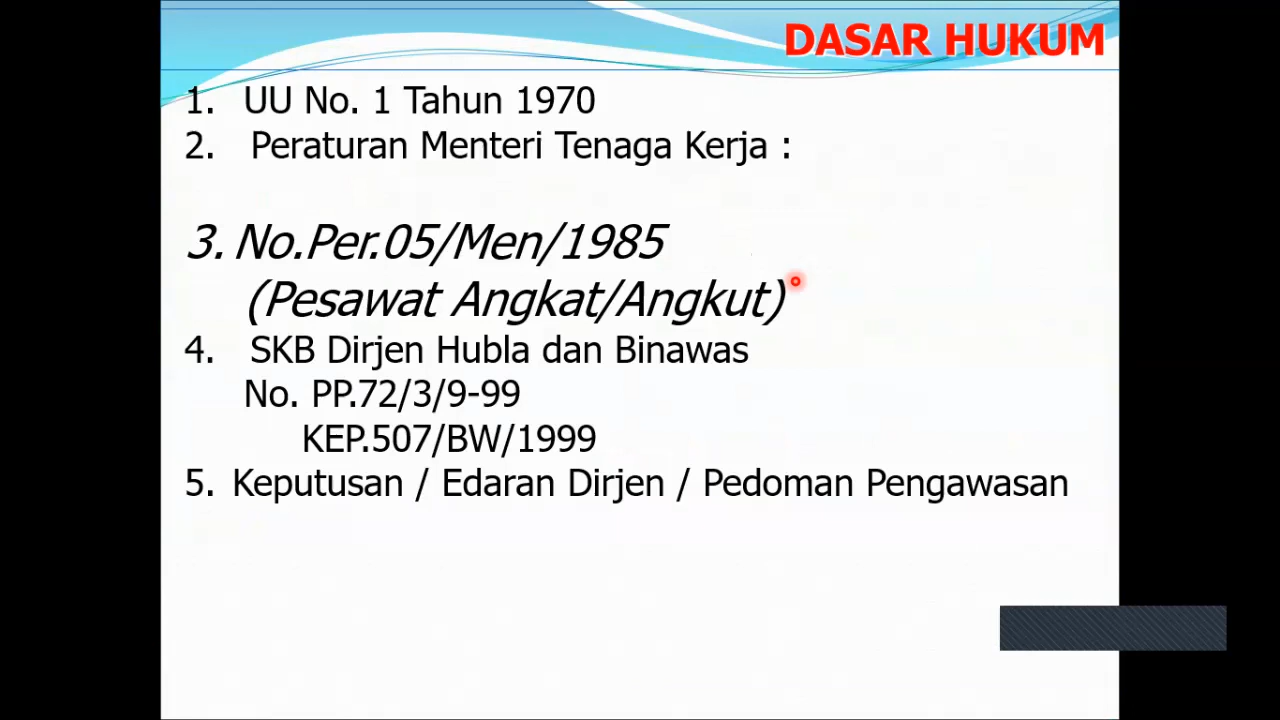 DASAR HUKUM
1. UU No. 1 Tahun 1970
2. Peraturan Menteri Tenaga Kerja :
3. No.Per.05/Men/1985
(Pesawat Angkat/Angkut)
4. SKB Dirjen Hubla dan Binawas
No. PP.72/3/9-99
KEP.507/BW/1999
5. Keputusan / Edaran Dirjen / Pedoman Pengawasan